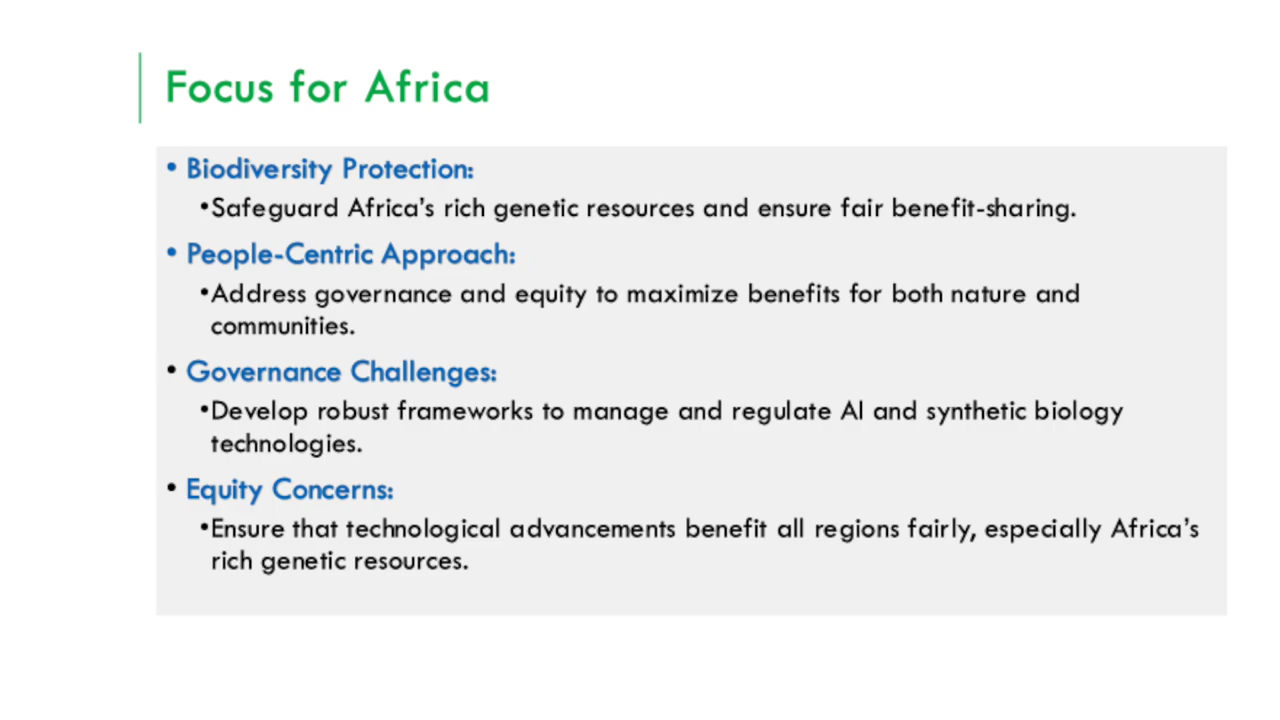 Focus for Africa
• Biodiversity Protection:
•Safeguard Africa's rich genetic resources and ensure fair benefit-sharing.
• People-Centric Approach:
•Address governance and equity to maximize benefits for both nature and
communities.
• Governance Challenges:
•Develop robust frameworks to manage and regulate AI and synthetic biology
technologies.
• Equity Concerns:
•Ensure that technological advancements benefit all regions fairly, especially Africa's
rich genetic resources.